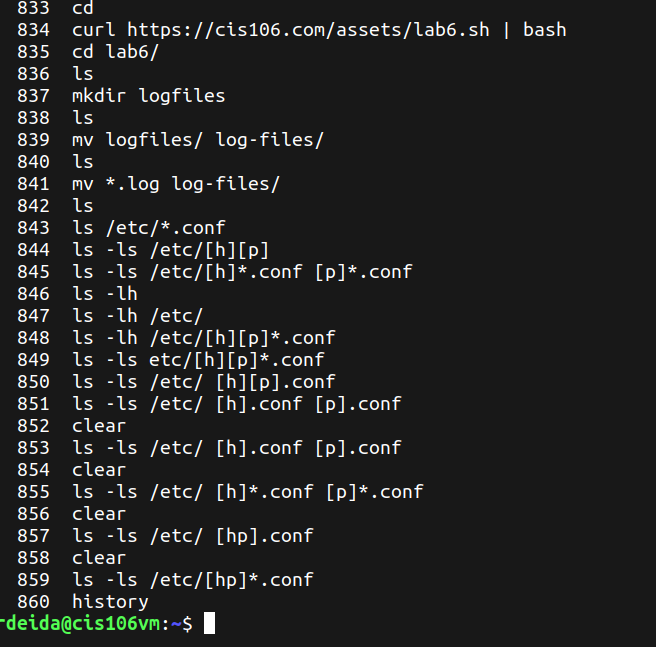 833 cd
834 curl https://cis106.com/assets/lab6.sh | bash
835 cd lab6/
836 ls
837 mkdir logfiles
838 ls
839 mv logfiles/ log-files/
840 ls
841 mv *.log log-files/
842 ls
843 ls /etc/*.conf
844 ls -ls /etc/[h][p]
845 ls -ls /etc/[h]*.conf [p]*.conf
846 ls -lh
847 ls -lh /etc/
848 ls -lh /etc/[h][p]*.conf
849 ls -ls etc/[h][p]*.conf
850 ls -ls /etc/ [h][p].conf
851 ls -ls /etc/ [h].conf [p].conf
852 clear
853 ls -ls /etc/ [h].conf [p].conf
854 clear
855 ls -ls /etc/ [h]*.conf [p]*.conf
856 clear
857 ls -ls /etc/ [hp].conf
858 clear
859 ls -ls /etc/[hp]*.conf
860 history
rdeida@cis106vm:~$